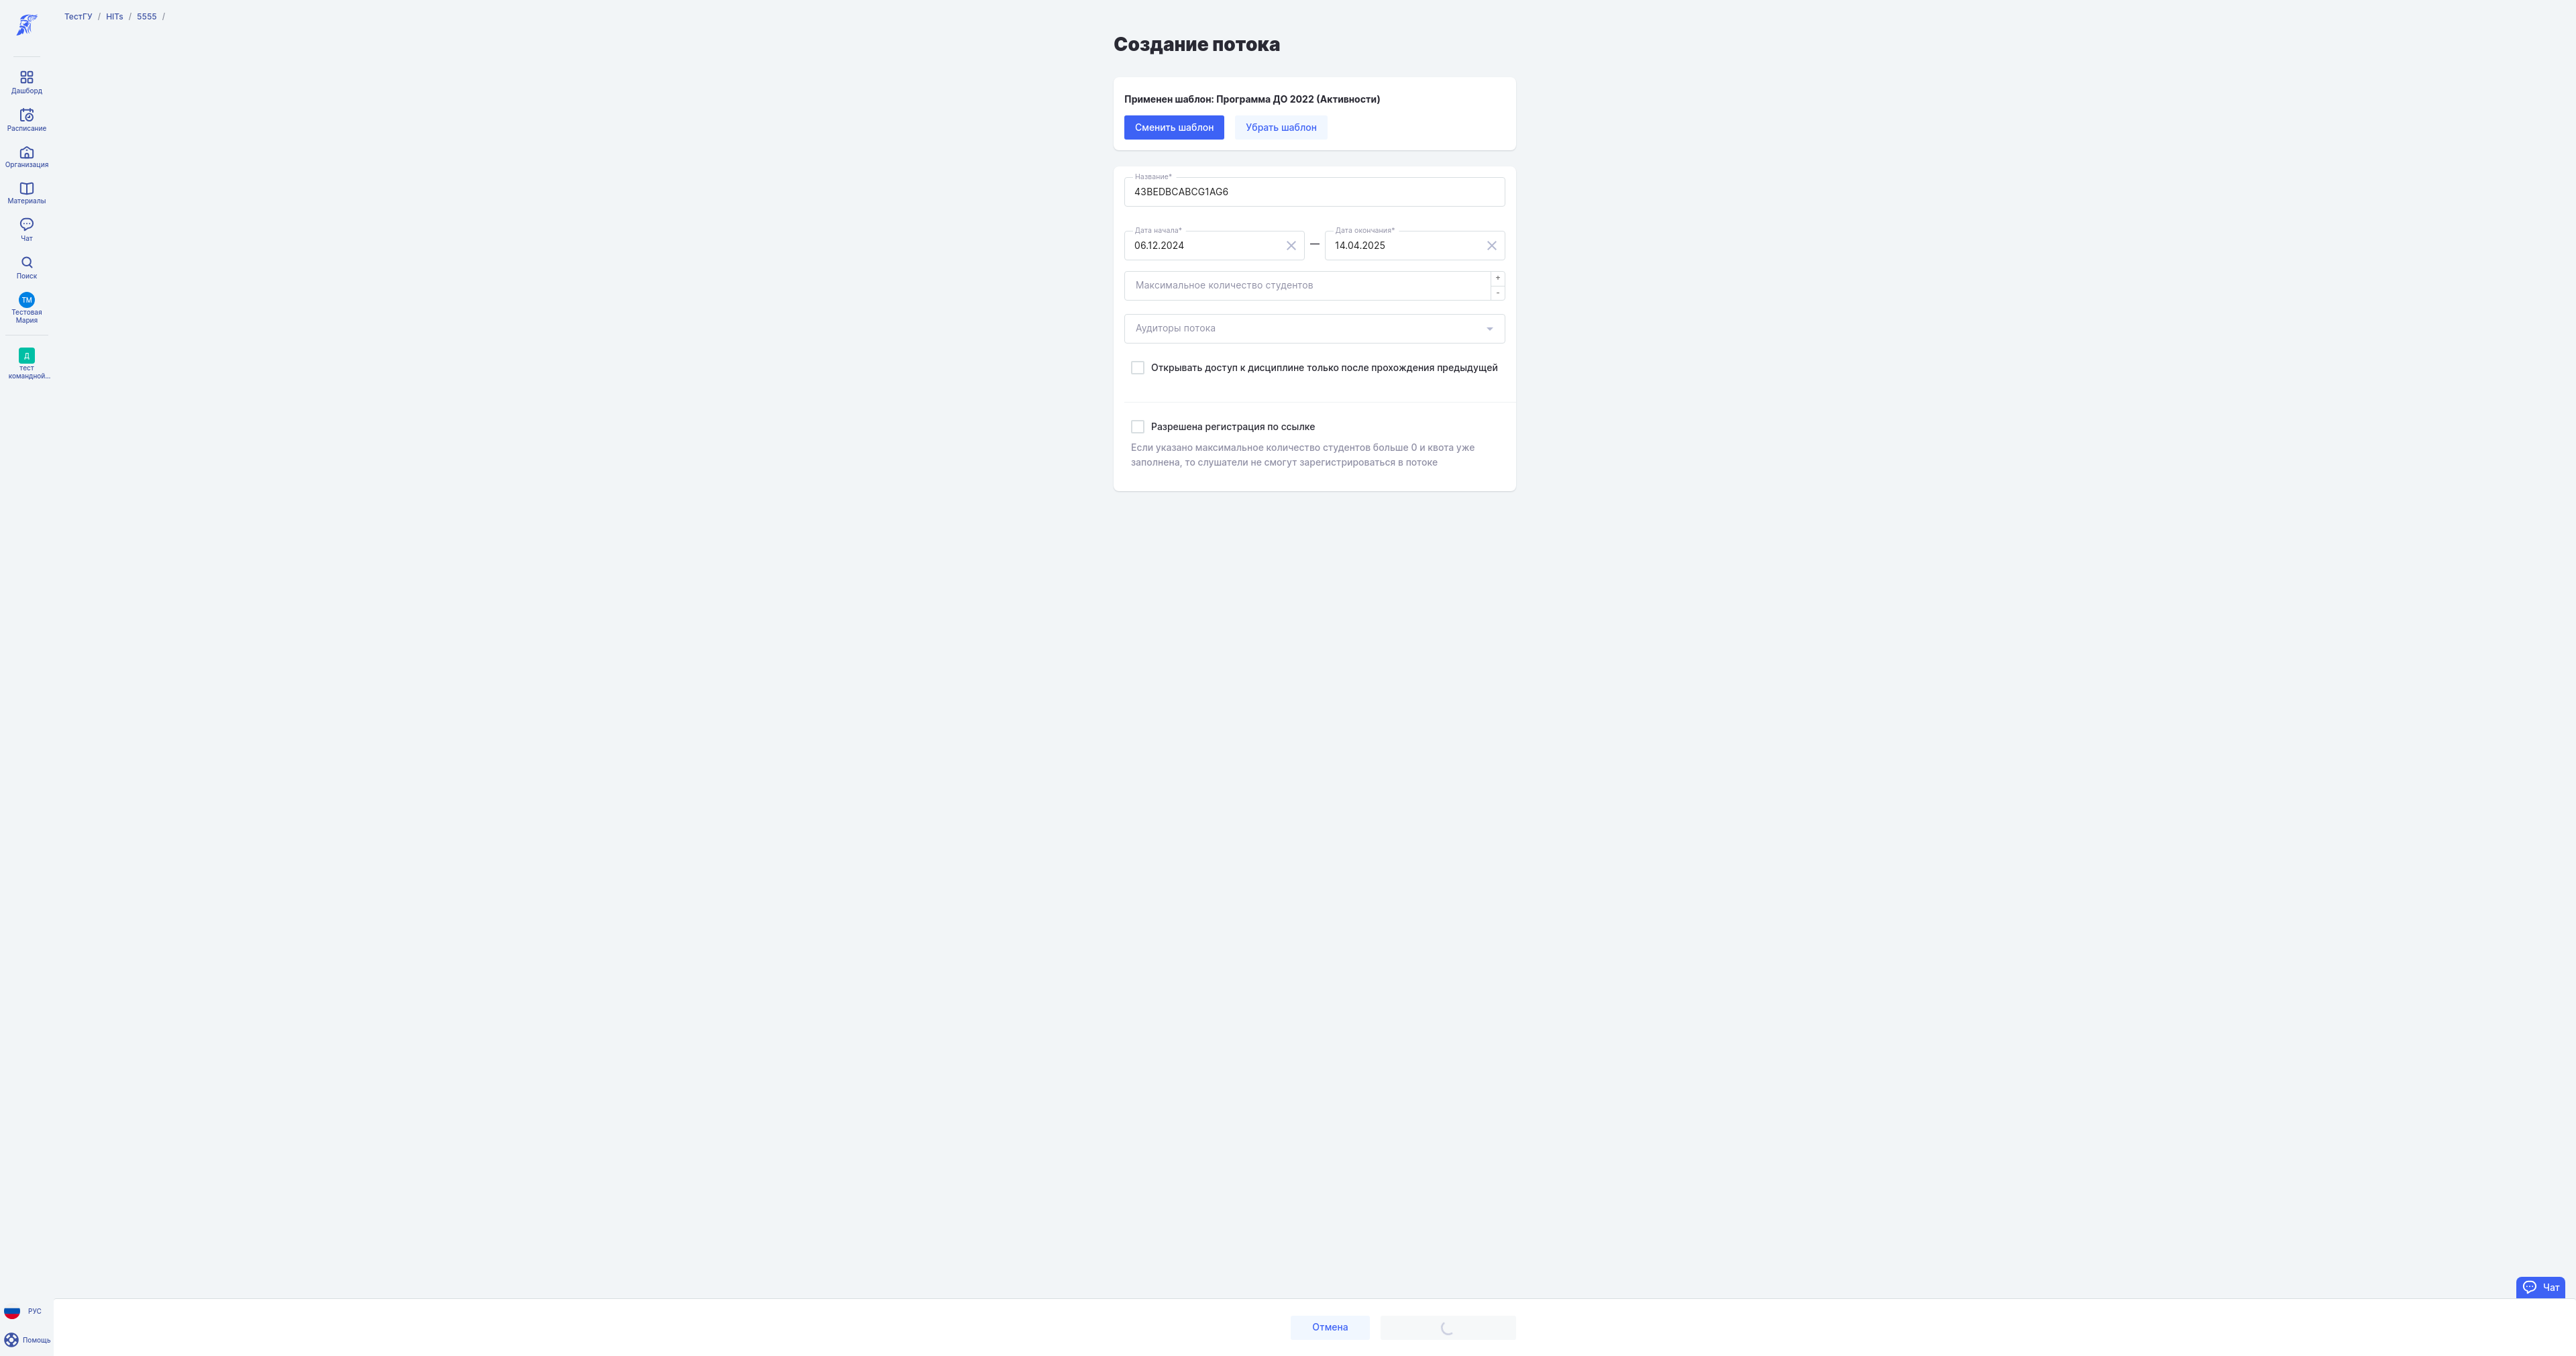 ТестГУ / HITs / 5555 /
Дашборд
Расписание
Организация
Материалы
Чат
Поиск
ТМ
Тестовая
Мария
Д
тест
командной...
РУС
Помощь
Создание потока
Применен шаблон: Программа ДО 2022 (Активности)
Сменить шаблон
Убрать шаблон
Название*
43BEDBCABCG1AG6
Дата начала*
06.12.2024
—
Дата окончания*
14.04.2025
Максимальное количество студентов
+
-
Аудиторы потока
Открывать доступ к дисциплине только после прохождения предыдущей
Разрешена регистрация по ссылке
Если указано максимальное количество студентов больше 0 и квота уже
заполнена, то слушатели не смогут зарегистрироваться в потоке
Чат
Отмена